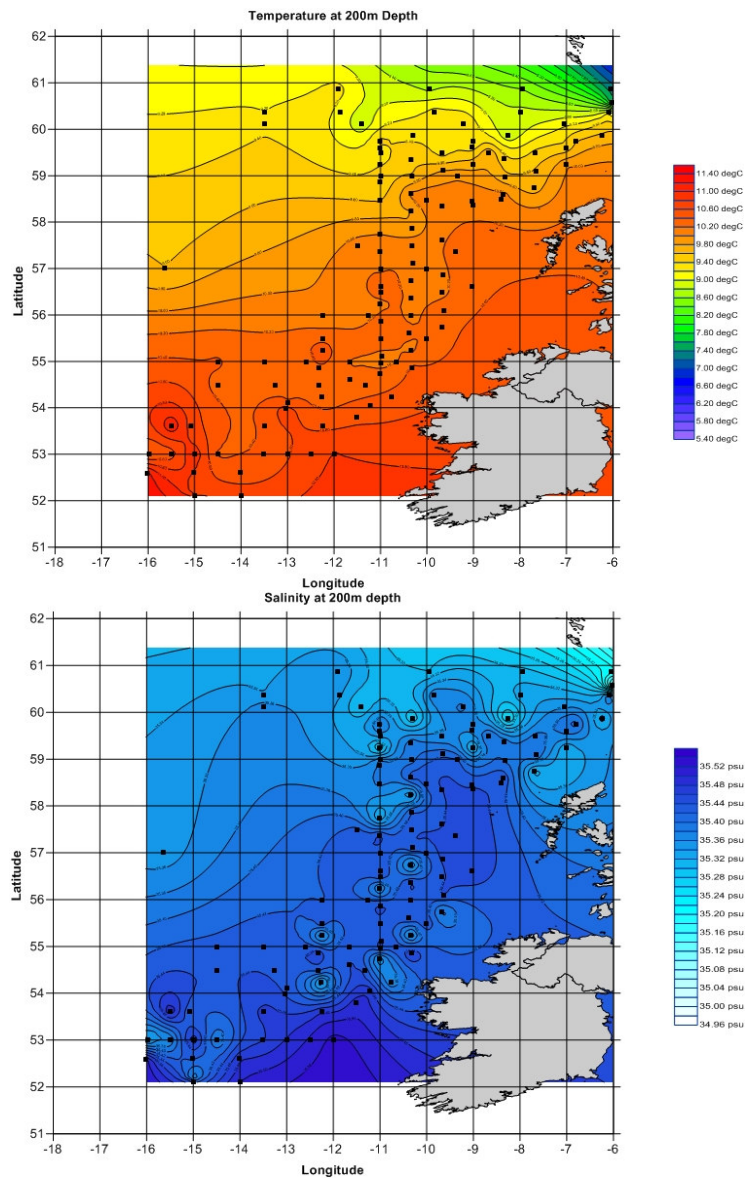 Temperature at 200m Depth
62
61
60
59
58
57
56
55
54
53
52
51
Latitude
-18 -17 -16 -15 -14 -13 -12 -11 -10 -9 -8 -7 -6
Longitude
11.40 degC
11.00 degC
10.60 degC
10.20 degC
9.80 degC
9.40 degC
9.00 degC
8.60 degC
8.20 degC
7.80 degC
7.40 degC
7.00 degC
6.60 degC
6.20 degC
5.80 degC
5.40 degC
Salinity at 200m depth
62
61
60
59
58
57
56
55
54
53
52
51
Latitude
-18 -17 -16 -15 -14 -13 -12 -11 -10 -9 -8 -7 -6
Longitude
35.52 psu
35.48 psu
35.44 psu
35.40 psu
35.36 psu
35.32 psu
35.28 psu
35.24 psu
35.20 psu
35.16 psu
35.12 psu
35.08 psu
35.04 psu
35.00 psu
34.96 psu